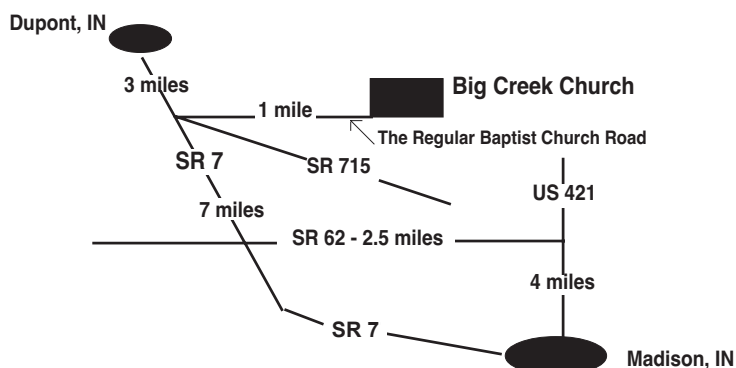 Dupont, IN
3 miles
Big Creek Church
1 mile
The Regular Baptist Church Road
SR 7
SR 715
US 421
7 miles
SR 62 - 2.5 miles
4 miles
SR 7
Madison, IN